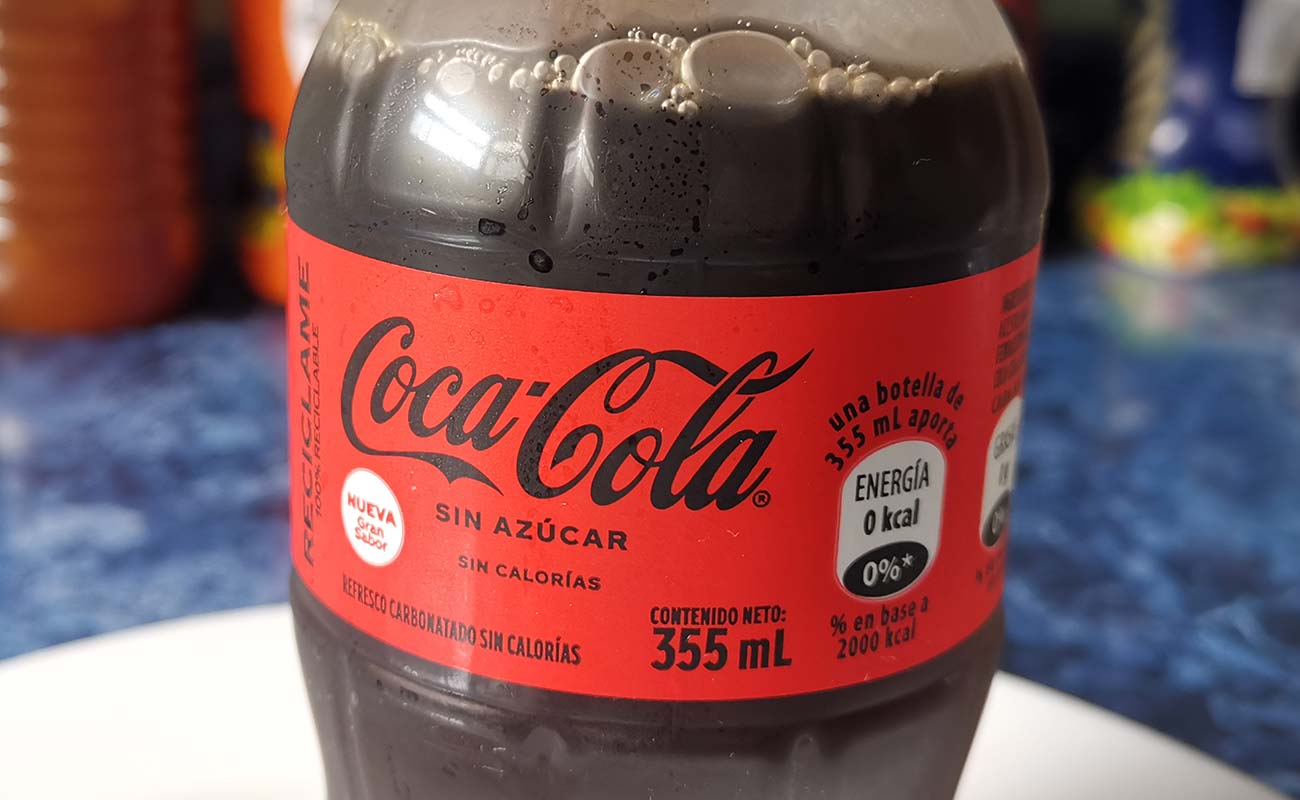 RECICLAME
100% RECICLABLE
Coca-Cola®
NUEVA
Gran
Sabor
SIN AZÚCAR
SIN CALORÍAS
REFRESCO CARBONATADO SIN CALORÍAS
CONTENIDO NETO:
355 mL
una botella de
355 mL aporta
ENERGÍA
0 kcal
0%*
% en base a
2000 kcal